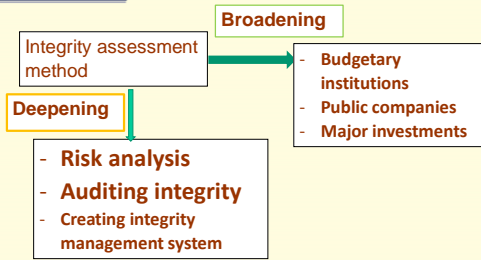 Broadening
Integrity assessment
method
- Budgetary
institutions
- Public companies
- Major investments
Deepening
- Risk analysis
- Auditing integrity
- Creating integrity
management system